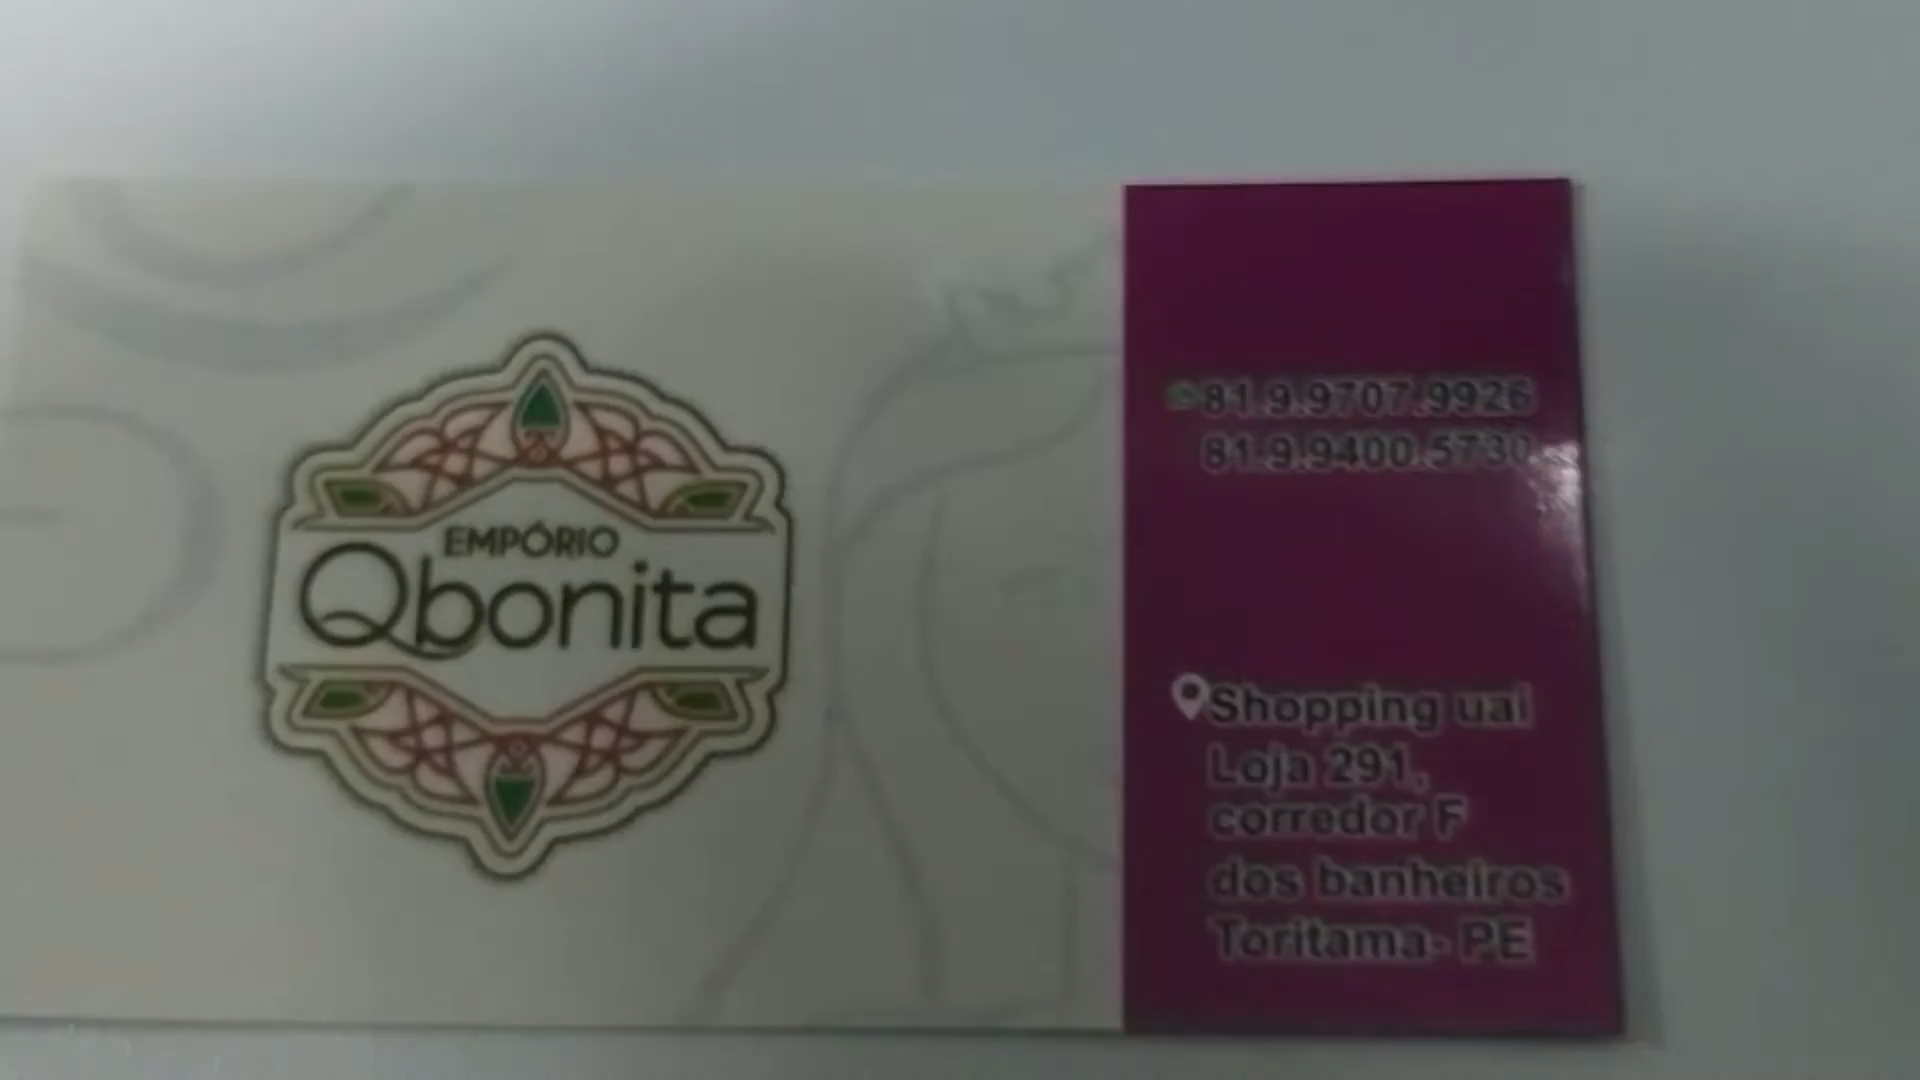 EMPÓRIO
Qbonita
81.9.9707.9926
81.9.9400.5730
Shopping uai
Loja 291,
corredor F
dos banheiros
Toritama- PE